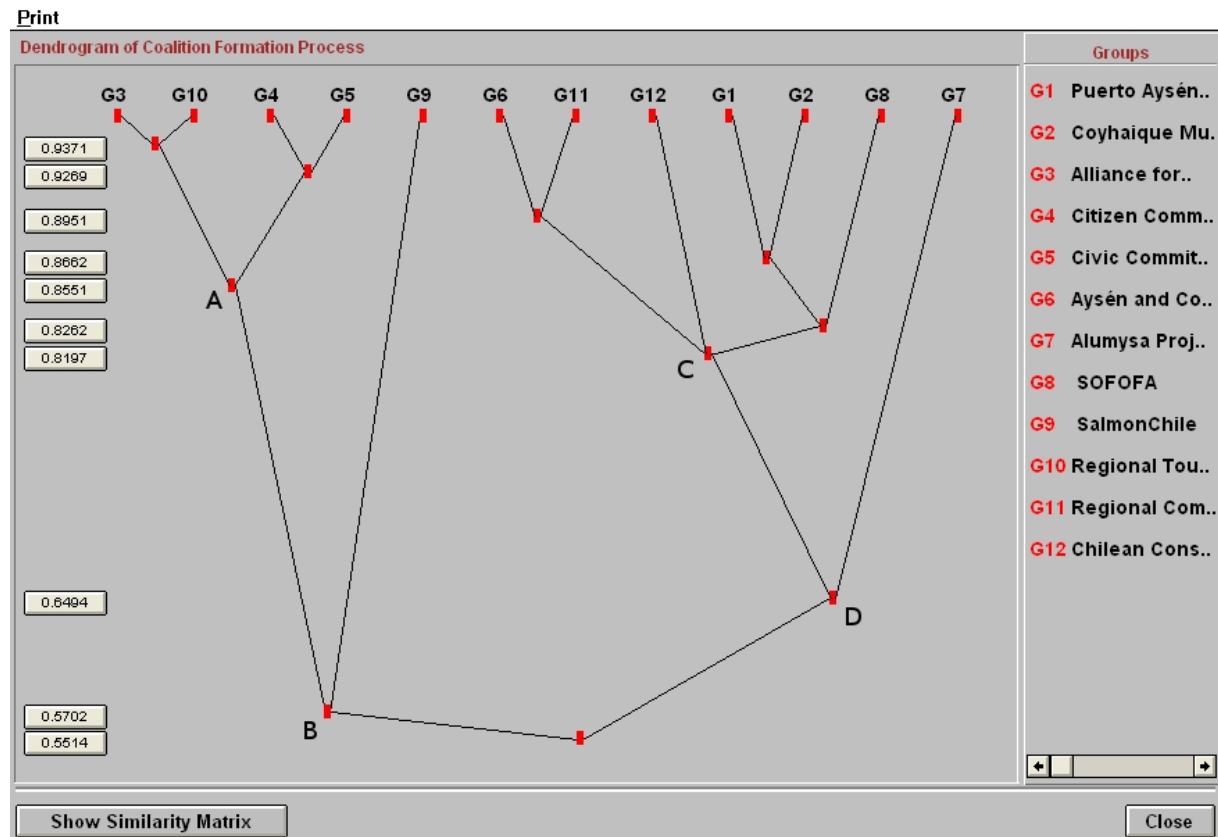 Print
Dendrogram of Coalition Formation Process
G3 G10 G4 G5 G9 G6 G11 G12 G1 G2 G8 G7
0.9371
0.9269
0.8951
0.8662
0.8551
0.8262
0.8197
0.6494
0.5702
0.5514
A
C
D
B
Groups
G1 Puerto Aysén..
G2 Coyhaique Mu.
G3 Alliance for..
G4 Citizen Comm..
G5 Civic Commit..
G6 Aysén and Co..
G7 Alumysa Proj..
G8 SOFOFA
G9 SalmonChile
G10 Regional Tou..
G11 Regional Com..
G12 Chilean Cons..
Show Similarity Matrix
Close